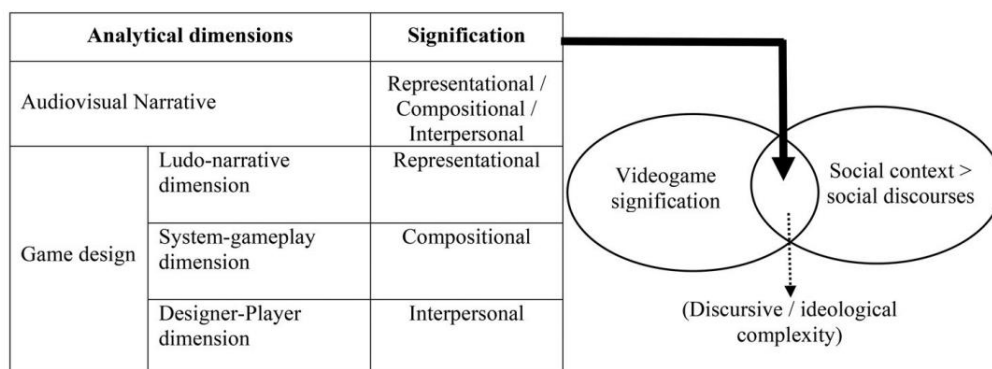 Analytical dimensions
Signification
Audiovisual Narrative
Representational /
Compositional /
Interpersonal
Game design
Ludo-narrative
dimension
Representational
System-gameplay
dimension
Compositional
Designer-Player
dimension
Interpersonal
Videogame
signification
Social context >
social discourses
(Discursive / ideological
complexity)